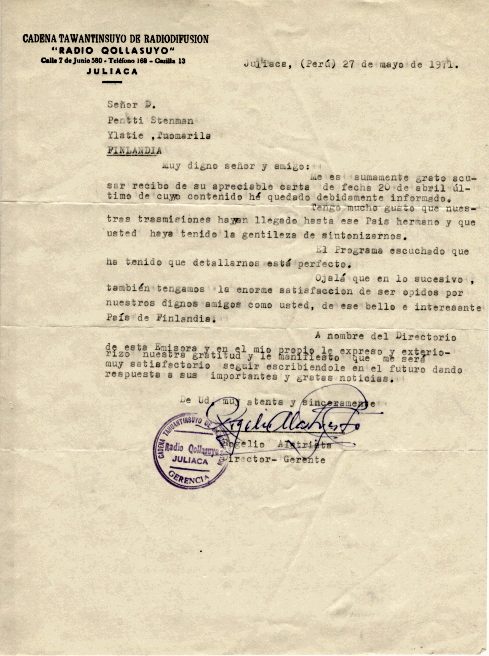 CADENA TAWANTINSUYO DE RADIODIFUSION
"RADIO QOLLASUYO"
Calle 7 de Junio 580 - Teléfono 168 - Casilla 13
JULIACA
Juliaca, (Perú) 27 de mayo de 1971.
Señor D.
Pentti Stenman
Ylatie ,Tuomarila
FINLANDIA
Muy digno señor y amigo:
Me es sumamente grato acu-
sar recibo de su apreciable carta de fecha 20 de abril úl-
timo de cuyo contenido hé quedado debidamente informado.
Tengo mucho gusto que nues-
tras trasmisiones hayan llegado hasta ese Pais hermano y que
usted haya tenido la gentileza de sintonizarnos.
El Programa escuchado que
ha tenido que detallarnos está perfecto.
Ojalá que en lo sucesivo ,
también tengamos la enorme satisfaccion de ser opidos por
nuestros dignos amigos como usted, de ese bello e interesante
País de Finlandia.
A nombre del Directorio
de esta Emisora y en el mio propio le expreso y exterio-
rizo nuestra gratitud y le manifiesto que me será
muy satisfactorio seguir escribiendole en el futuro dando
respuesta a sus importantes y gratas noticias.
De Ud. muy atenta y sinceramente
Rogelio Alatrista
Director- Gerente
CADENA TAWANTINSUYO DE RADIODIFUSION
Radio Qollasuyo
JULIACA
GERENCIA